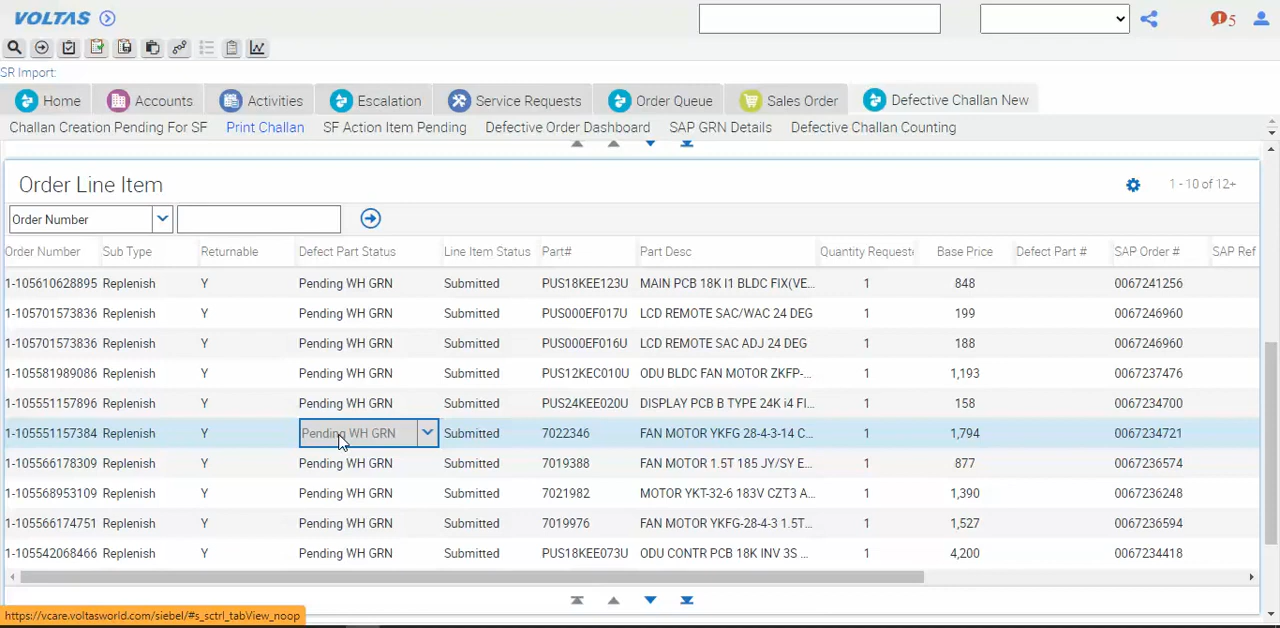 VOLTAS
5
SR Import:
Home Accounts Activities Escalation Service Requests Order Queue Sales Order Defective Challan New
Challan Creation Pending For SF Print Challan SF Action Item Pending Defective Order Dashboard SAP GRN Details Defective Challan Counting
Order Line Item 1 - 10 of 12+
Order Number
Order Number Sub Type Returnable Defect Part Status Line Item Status Part# Part Desc Quantity Requeste Base Price Defect Part # SAP Order # SAP Ref
1-105610628895 Replenish Y Pending WH GRN Submitted PUS18KEE123U MAIN PCB 18K I1 BLDC FIX(VE... 1 848 0067241256
1-105701573836 Replenish Y Pending WH GRN Submitted PUS000EF017U LCD REMOTE SAC/WAC 24 DEG 1 199 0067246960
1-105701573836 Replenish Y Pending WH GRN Submitted PUS000EF016U LCD REMOTE SAC ADJ 24 DEG 1 188 0067246960
1-105581989086 Replenish Y Pending WH GRN Submitted PUS12KEC010U ODU BLDC FAN MOTOR ZKFP-... 1 1,193 0067237476
1-105551157896 Replenish Y Pending WH GRN Submitted PUS24KEE020U DISPLAY PCB B TYPE 24K i4 FI... 1 158 0067234700
1-105551157384 Replenish Y Pending WH GRN Submitted 7022346 FAN MOTOR YKFG 28-4-3-14 C... 1 1,794 0067234721
1-105566178309 Replenish Y Pending WH GRN Submitted 7019388 FAN MOTOR 1.5T 185 JY/SY E... 1 877 0067236574
1-105568953109 Replenish Y Pending WH GRN Submitted 7021982 MOTOR YKT-32-6 183V CZT3 A... 1 1,390 0067236248
1-105566174751 Replenish Y Pending WH GRN Submitted 7019976 FAN MOTOR YKFG-28-4-3 1.5T... 1 1,527 0067236594
1-105542068466 Replenish Y Pending WH GRN Submitted PUS18KEE073U ODU CONTR PCB 18K INV 3S ... 1 4,200 0067234418
https://vcare.voltasworld.com/siebel/#s_sctrl_tabView_noop